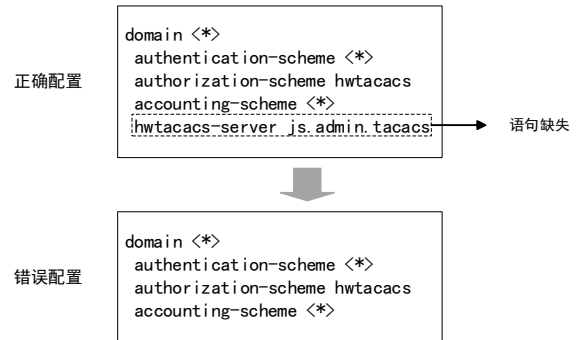 domain <*>
authentication-scheme <*>
正确配置
authorization-scheme hwtacacs
accounting-scheme <*>
hwtacacs-server js.admin.tacacs
语句缺失
domain <*>
authentication-scheme <*>
错误配置
authorization-scheme hwtacacs
accounting-scheme <*>